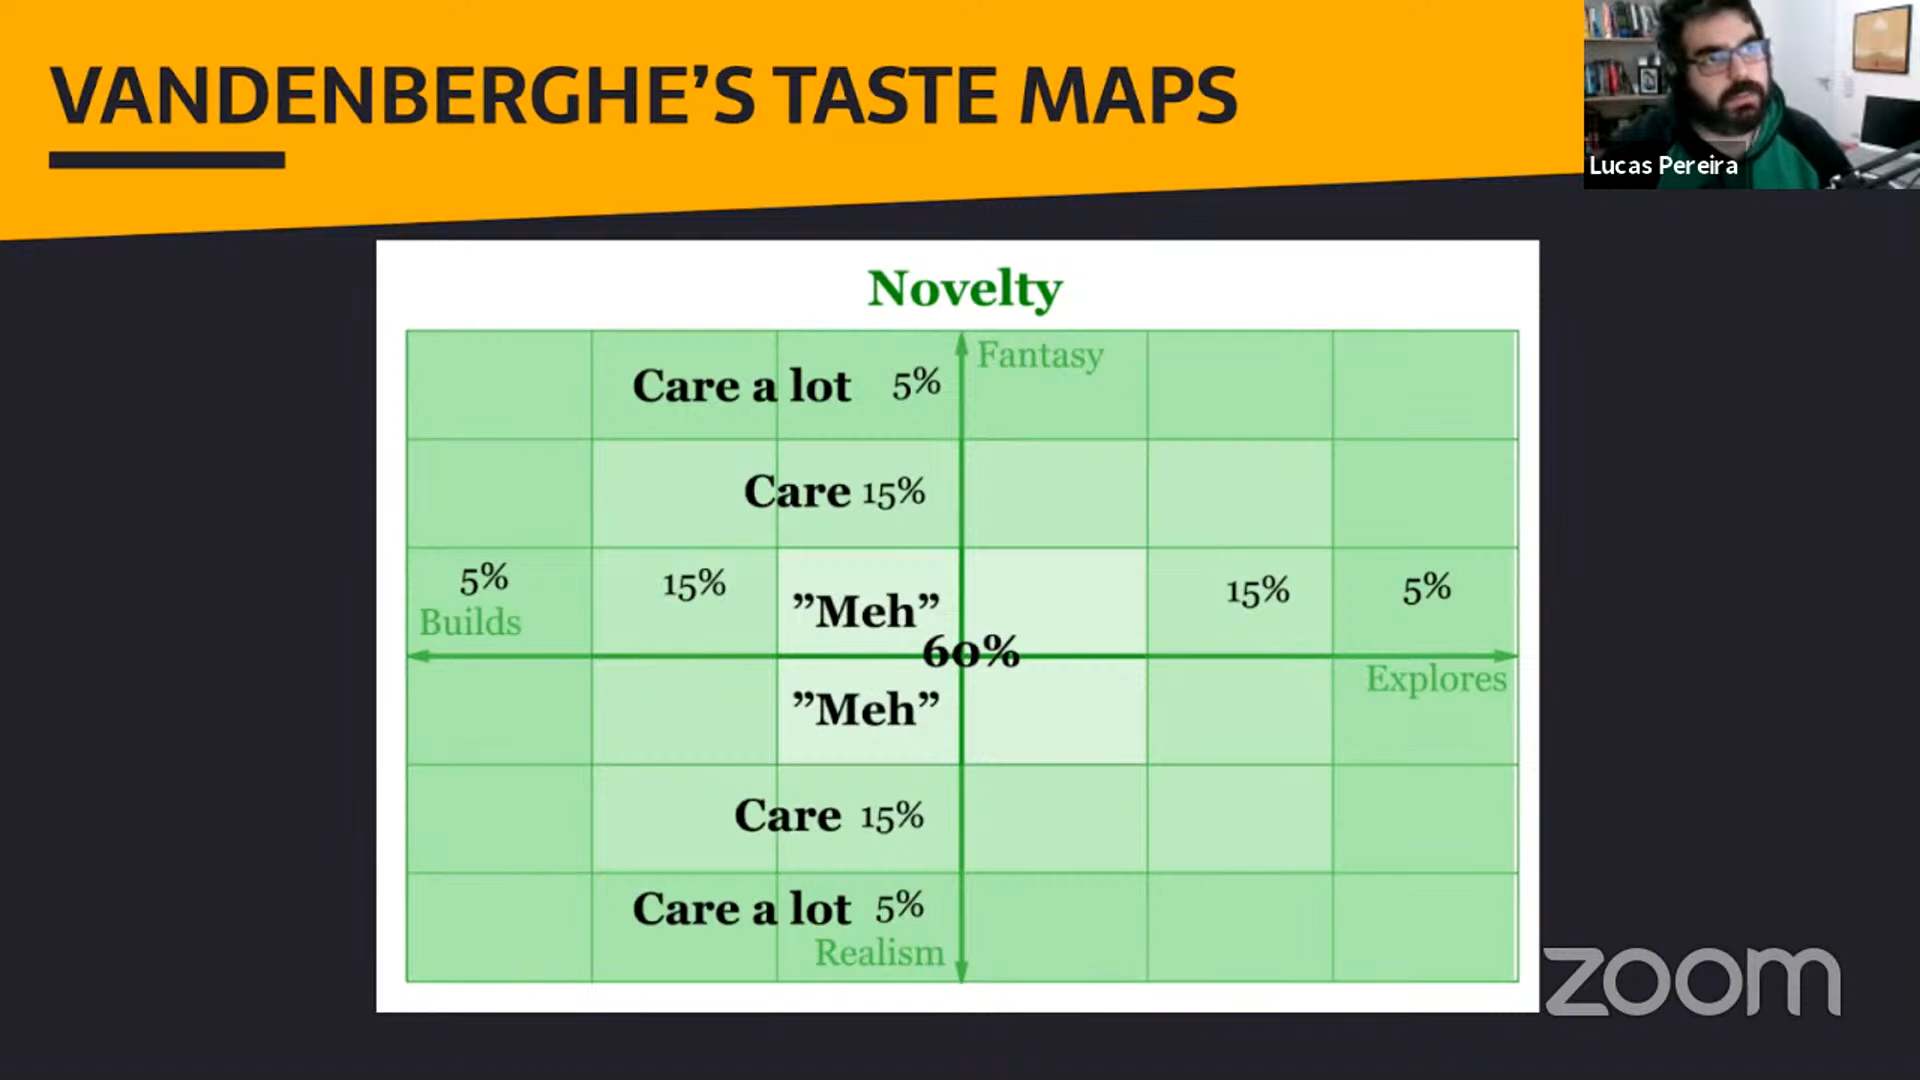 VANDENBERGHE’S TASTE MAPS
Lucas Pereira
Novelty
Fantasy
Care a lot 5%
Care 15%
5% 15% ”Meh” 15% 5%
Builds
60%
Explores
”Meh”
Care 15%
Care a lot 5%
Realism
zoom